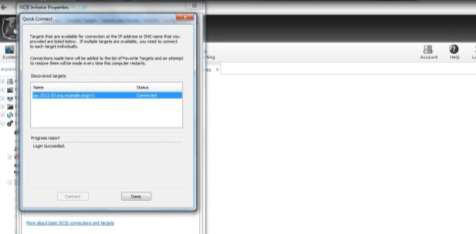 iSCSI Initiator Properties
Quick Connect
Targets that are available for connection at the IP address or DNS name that you
provided are listed below. If multiple targets are available, you need to connect
to each target individually.
Connections made here will be added to the list of Favorite Targets and an attempt
to restore them will be made every time this computer restarts.
Discovered targets
Name
Status
Connected
Progress report
Login Succeeded.
Connect
Done
Account
Help
More about basic iSCSI connections and targets